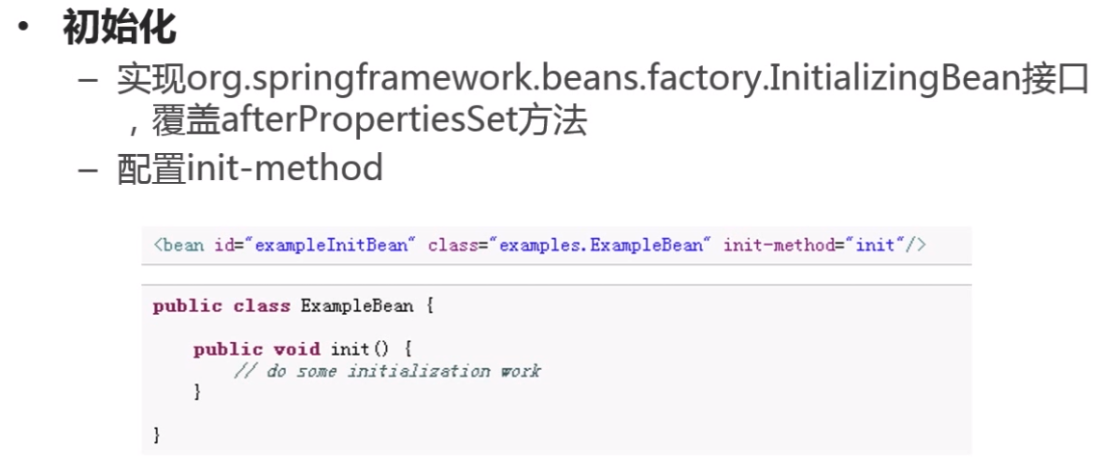 • 初始化
– 实现org.springframework.beans.factory.InitializingBean接口
，覆盖afterPropertiesSet方法
– 配置init-method
<bean id="exampleInitBean" class="examples.ExampleBean" init-method="init"/>
public class ExampleBean {
public void init() {
// do some initialization work
}
}